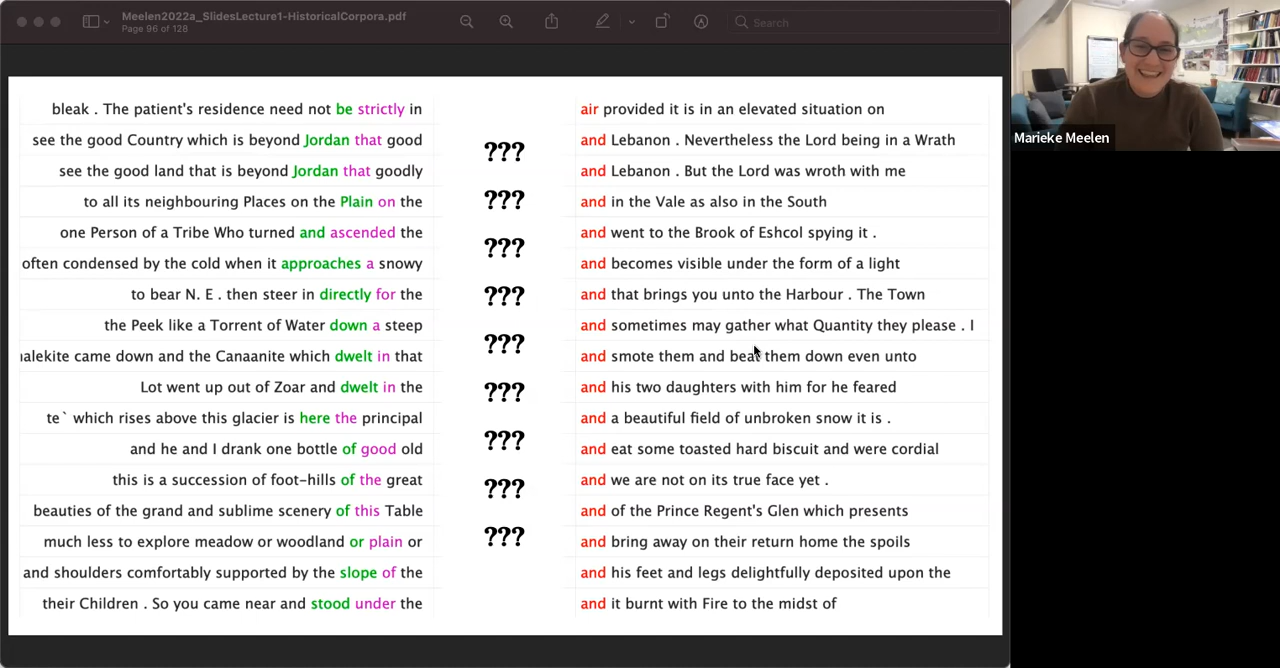 Meelen2022a_SlidesLecture1-HistoricalCorpora.pdf
Page 96 of 128
Search
Marieke Meelen
bleak . The patient's residence need not be strictly in ??? air provided it is in an elevated situation on
see the good Country which is beyond Jordan that good ??? and Lebanon . Nevertheless the Lord being in a Wrath
see the good land that is beyond Jordan that goodly ??? and Lebanon . But the Lord was wroth with me
to all its neighbouring Places on the Plain on the ??? and in the Vale as also in the South
one Person of a Tribe Who turned and ascended the ??? and went to the Brook of Eshcol spying it .
often condensed by the cold when it approaches a snowy ??? and becomes visible under the form of a light
to bear N. E . then steer in directly for the ??? and that brings you unto the Harbour . The Town
the Peek like a Torrent of Water down a steep ??? and sometimes may gather what Quantity they please . I
alekite came down and the Canaanite which dwelt in that ??? and smote them and beat them down even unto
Lot went up out of Zoar and dwelt in the and his two daughters with him for he feared
te` which rises above this glacier is here the principal and a beautiful field of unbroken snow it is .
and he and I drank one bottle of good old and eat some toasted hard biscuit and were cordial
this is a succession of foot-hills of the great and we are not on its true face yet .
beauties of the grand and sublime scenery of this Table and of the Prince Regent's Glen which presents
much less to explore meadow or woodland or plain or and bring away on their return home the spoils
and shoulders comfortably supported by the slope of the and his feet and legs delightfully deposited upon the
their Children . So you came near and stood under the and it burnt with Fire to the midst of